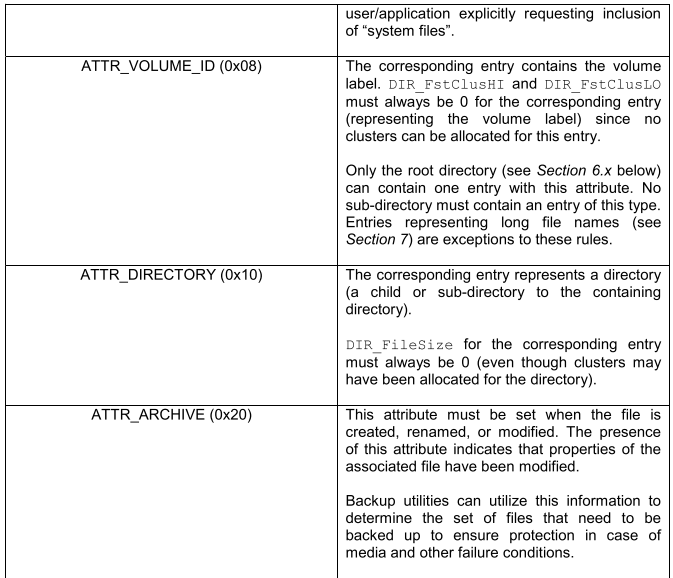 user/application explicitly requesting inclusion
of “system files”.
ATTR_VOLUME_ID (0x08)
The corresponding entry contains the volume
label. DIR_FstClusHI and DIR_FstClusLO
must always be 0 for the corresponding entry
(representing the volume label) since no
clusters can be allocated for this entry.
Only the root directory (see Section 6.x below)
can contain one entry with this attribute. No
sub-directory must contain an entry of this type.
Entries representing long file names (see
Section 7) are exceptions to these rules.
ATTR_DIRECTORY (0x10)
The corresponding entry represents a directory
(a child or sub-directory to the containing
directory).
DIR_FileSize for the corresponding entry
must always be 0 (even though clusters may
have been allocated for the directory).
ATTR_ARCHIVE (0x20)
This attribute must be set when the file is
created, renamed, or modified. The presence
of this attribute indicates that properties of the
associated file have been modified.
Backup utilities can utilize this information to
determine the set of files that need to be
backed up to ensure protection in case of
media and other failure conditions.